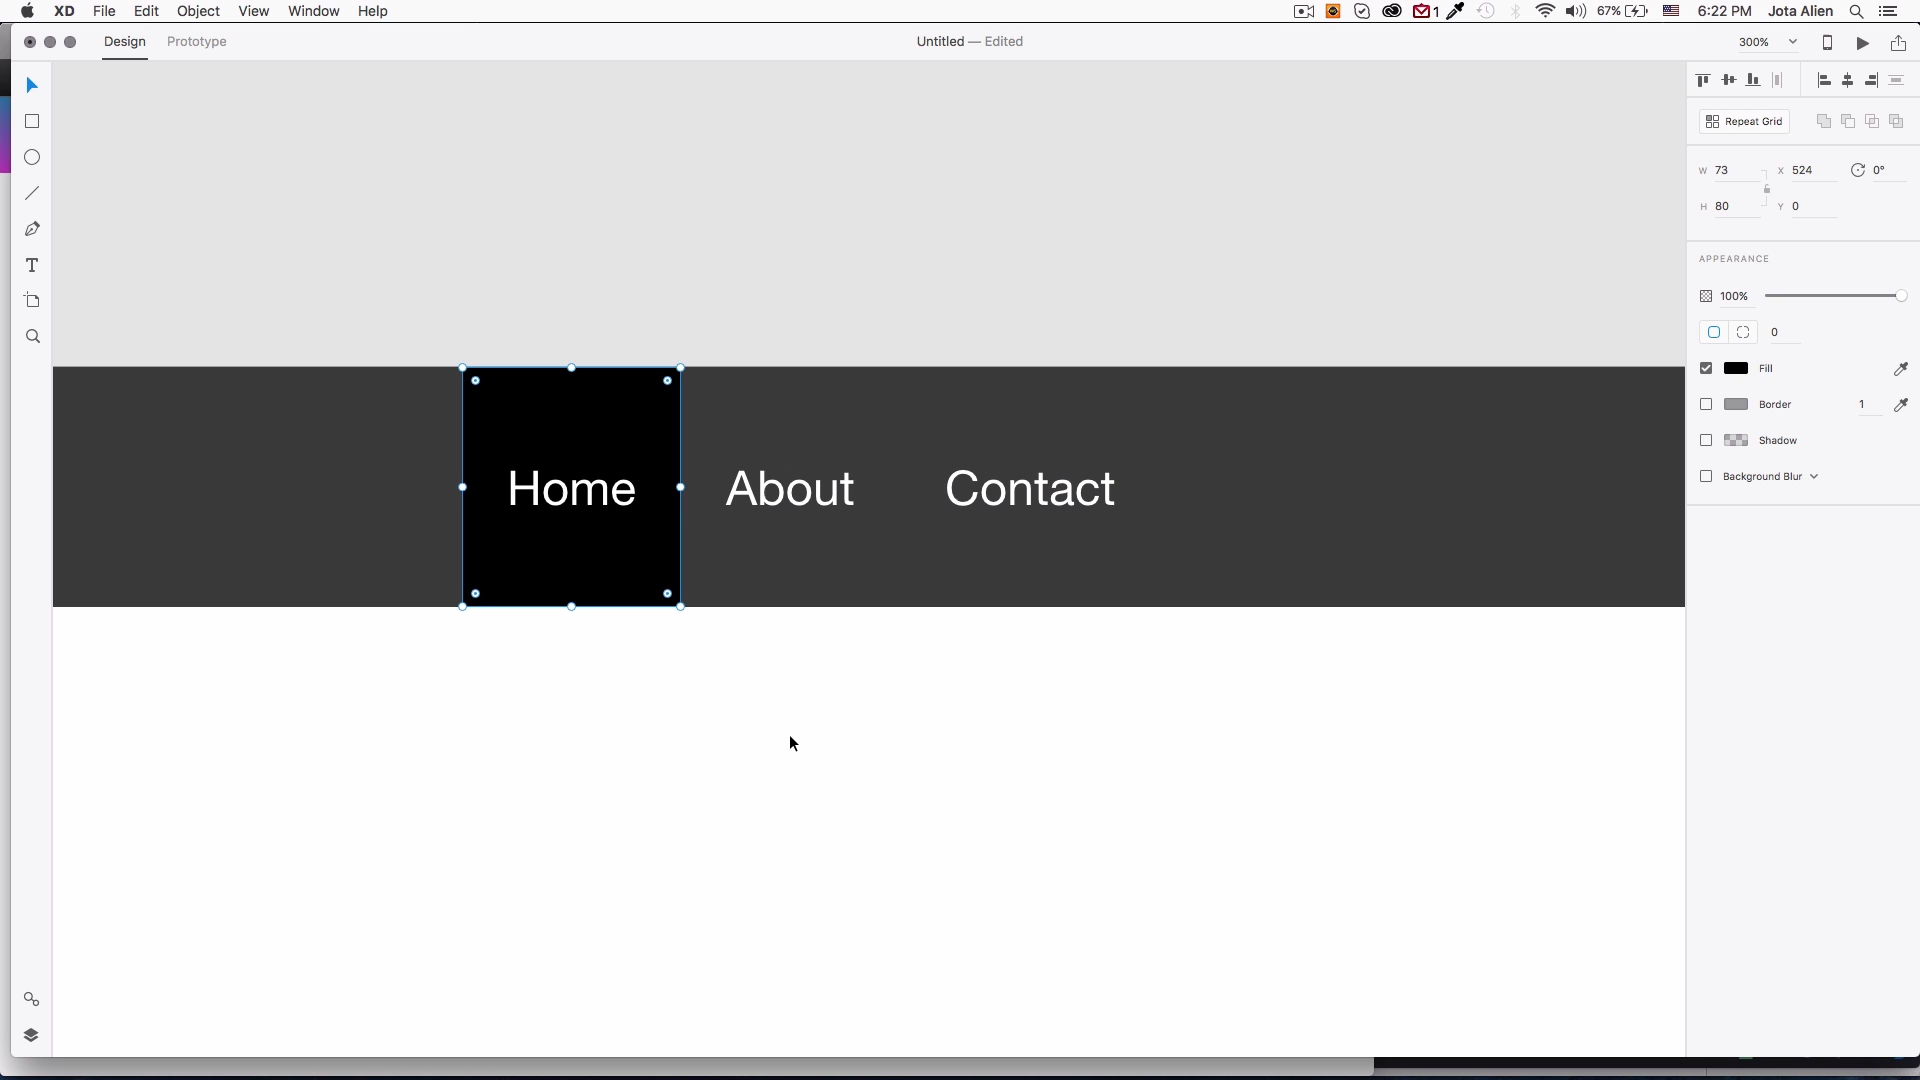 XD File Edit Object View Window Help 1 67% 6:22 PM Jota Alien
Design Prototype Untitled — Edited 300%
Repeat Grid
W 73 X 524 0°
H 80 Y 0
APPEARANCE
100%
0
Fill
Border 1
Shadow
Background Blur
Home About Contact
T